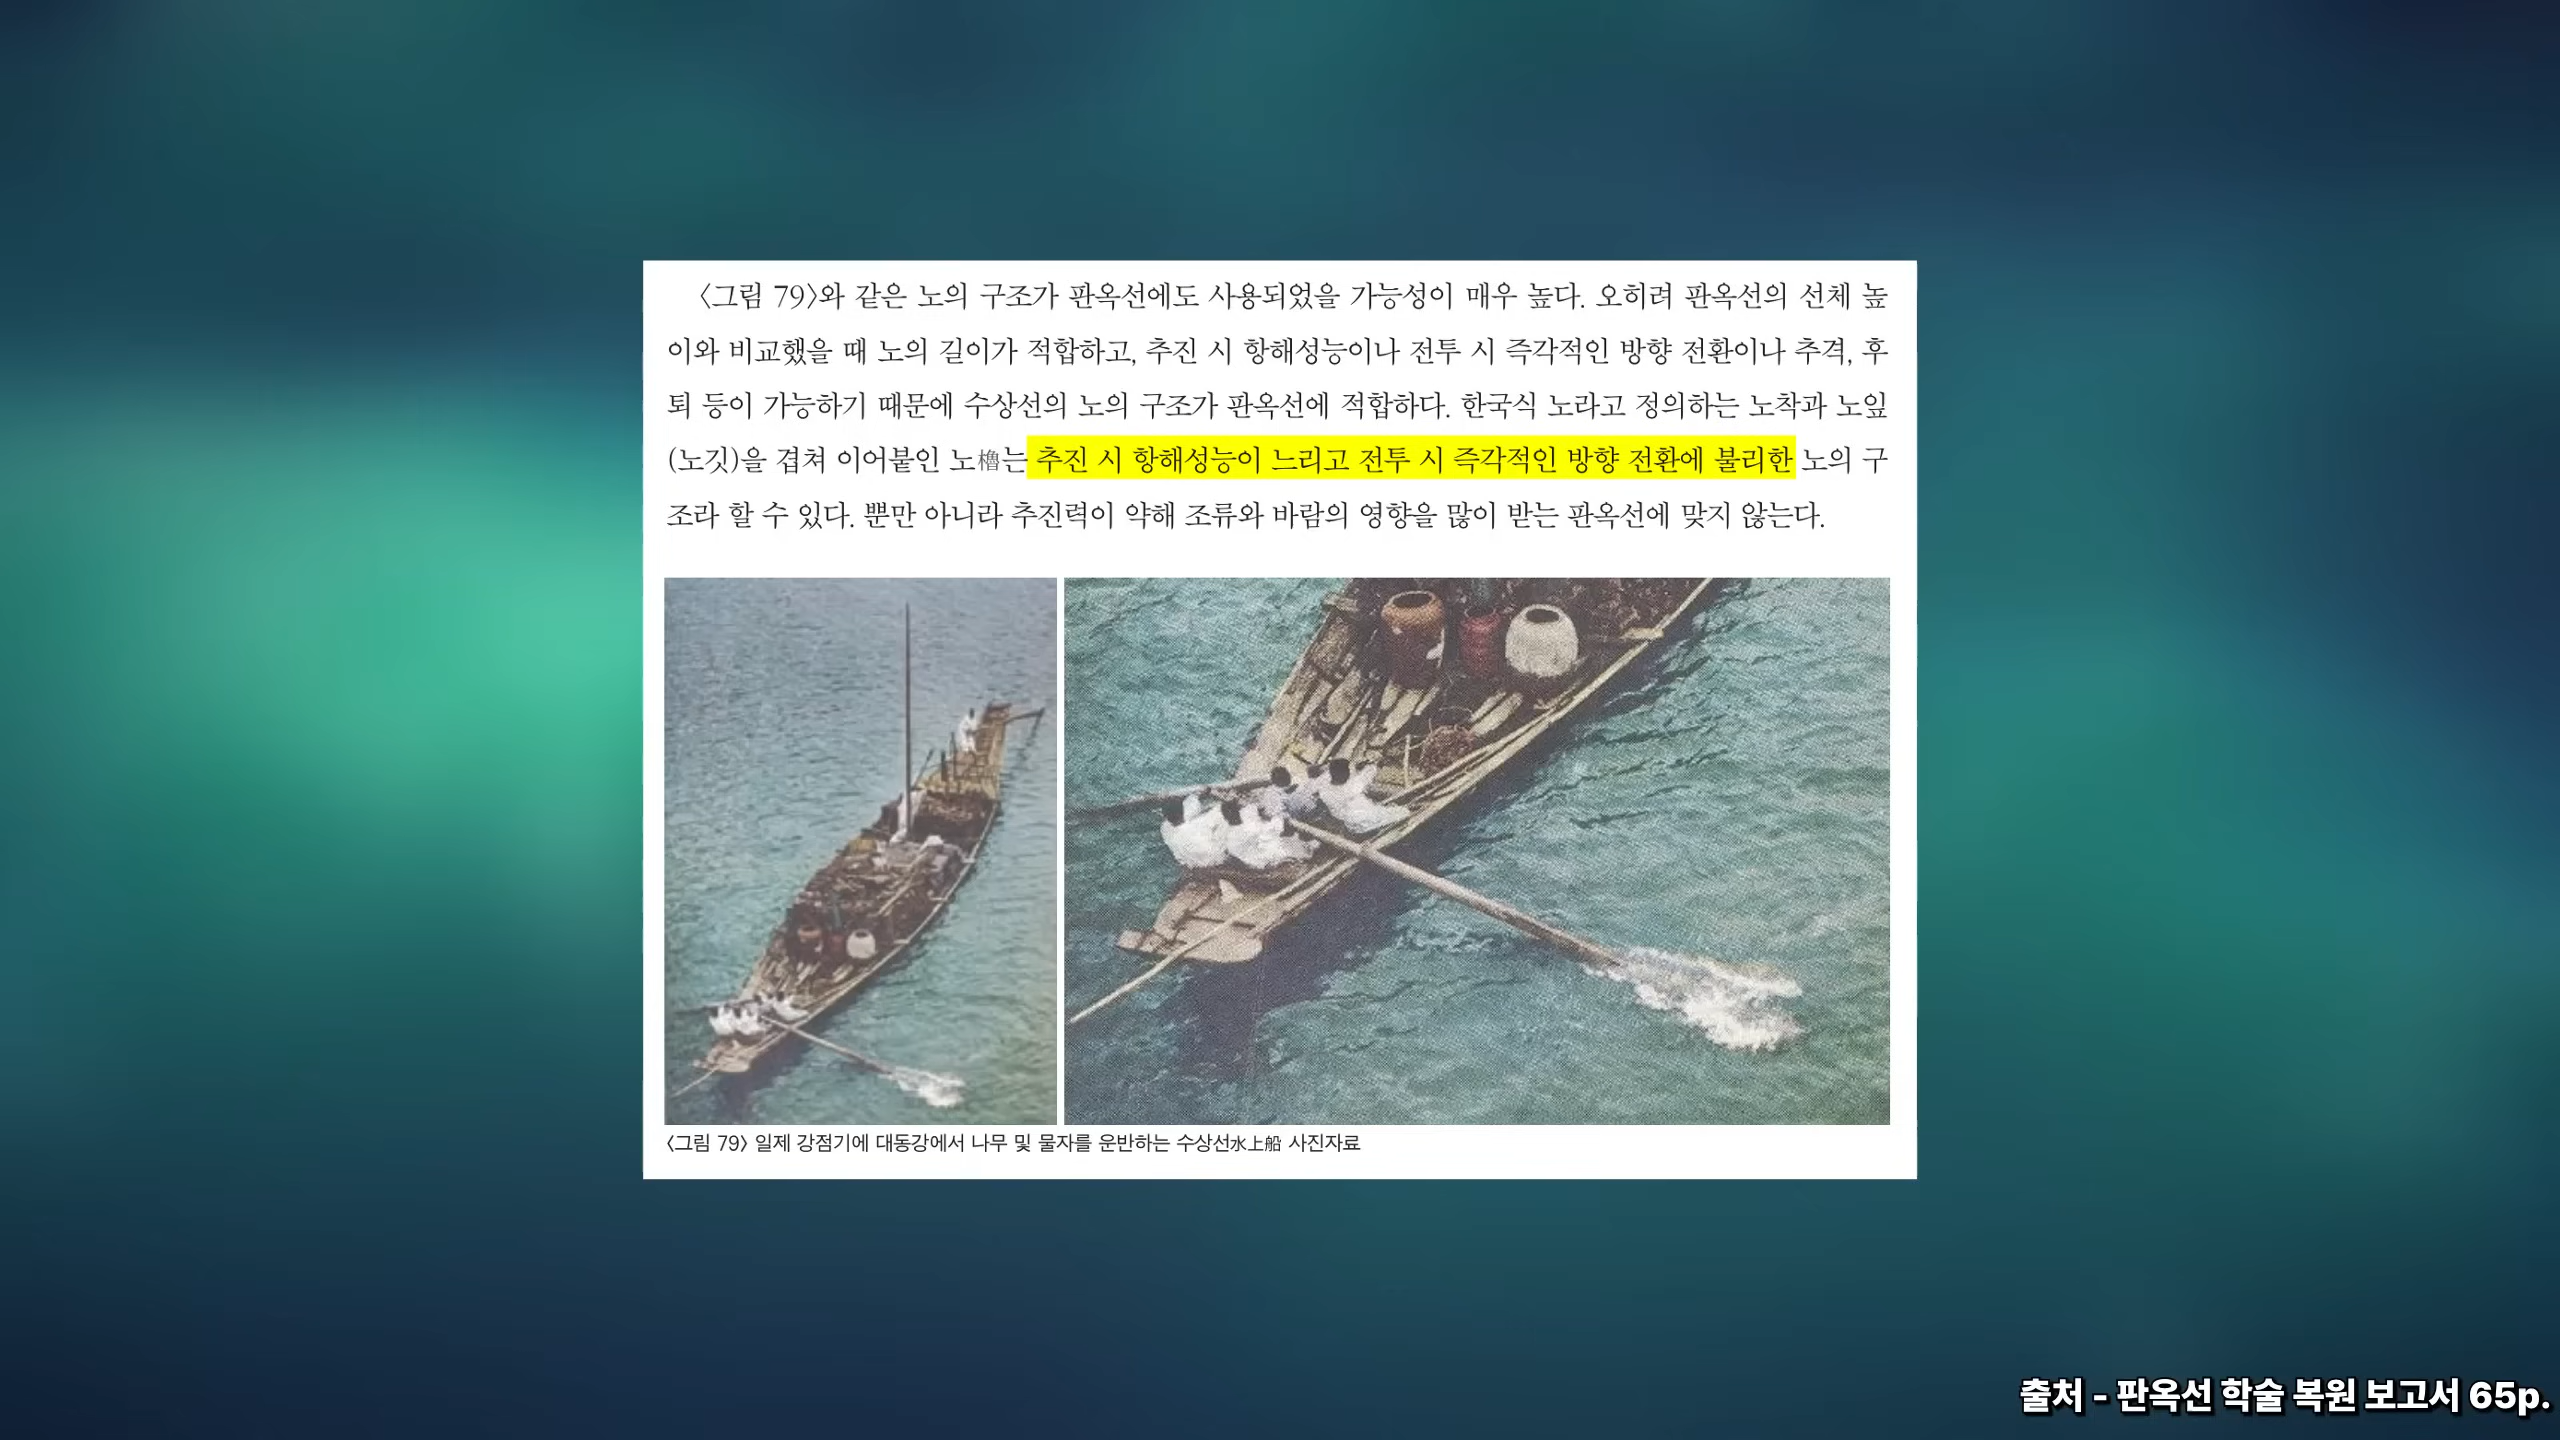 〈그림 79〉와 같은 노의 구조가 판옥선에도 사용되었을 가능성이 매우 높다. 오히려 판옥선의 선체 높
이와 비교했을 때 노의 길이가 적합하고, 추진 시 항해성능이나 전투 시 즉각적인 방향 전환이나 추격, 후
퇴 등이 가능하기 때문에 수상선의 노의 구조가 판옥선에 적합하다. 한국식 노라고 정의하는 노착과 노잎
(노깃)을 겹쳐 이어붙인 노櫓는 추진 시 항해성능이 느리고 전투 시 즉각적인 방향 전환에 불리한 노의 구
조라 할 수 있다. 뿐만 아니라 추진력이 약해 조류와 바람의 영향을 많이 받는 판옥선에 맞지 않는다.
〈그림 79〉 일제 강점기에 대동강에서 나무 및 물자를 운반하는 수상선水上船 사진자료
출처 - 판옥선 학술 복원 보고서 65p.